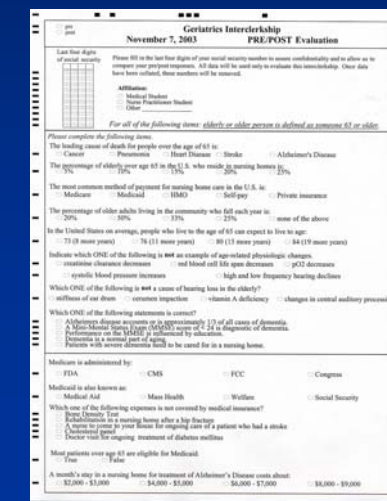 pre
post
Geriatrics Interclerkship
November 7, 2003 PRE/POST Evaluation
Last four digits
of social security
Please fill in the last four digits of your social security number to assure confidentiality and to allow us to
compare your pre/post responses. All data will be used only to evaluate this interclerkship. Once data
have been collated, these numbers will be removed.
Affiliation:
Medical Student
Nurse Practitioner Student
Other
For all of the following items: elderly or older person is defined as someone 65 or older.
Please complete the following items.
The leading cause of death for people over the age of 65 is:
Cancer Pneumonia Heart Disease Stroke Alzheimer's Disease
The percentage of elderly over age 65 in the U.S. who reside in nursing homes is:
5% 10% 15% 20% 25%
The most common method of payment for nursing home care in the U.S. is:
Medicare Medicaid HMO Self-pay Private insurance
The percentage of older adults living in the community who fall each year is:
20% 30% 33% 25% none of the above
In the United States on average, people who live to the age of 65 can expect to live to age:
73 (8 more years) 76 (11 more years) 80 (15 more years) 84 (19 more years)
Indicate which ONE of the following is not an example of age-related physiologic changes.
creatinine clearance decreases red blood cell life span decreases pO2 decreases
systolic blood pressure increases high and low frequency hearing declines
Which ONE of the following is not a cause of hearing loss in the elderly?
stiffness of ear drum cerumen impaction vitamin A deficiency changes in central auditory process
Which ONE of the following statements is correct?
Alzheimers disease accounts or is approximately 1/3 of all cases of dementia.
A Mini-Mental Status Exam (MMSE) score of < 24 is diagnostic of dementia.
Performance on the MMSE is influenced by education.
Dementia is a normal part of aging.
Patients with severe dementia need to be cared for in a nursing home.
Medicare is administered by:
FDA CMS FCC Congress
Medicaid is also known as:
Medical Aid Mass Health Welfare Social Security
Which one of the following expenses is not covered by medical insurance?
Bone Density Test
Rehabilitation in a nursing home after a hip fracture
A nurse to come to your house for ongoing care of a patient who had a stroke
Cholesterol panel
Doctor visit for ongoing treatment of diabetes mellitus
Most patients over age 65 are eligible for Medicaid.
True False
A month's stay in a nursing home for treatment of Alzheimer's Disease costs about:
$2,000 - $3,000 $4,000 - $5,000 $6,000 - $7,000 $8,000 - $9,000